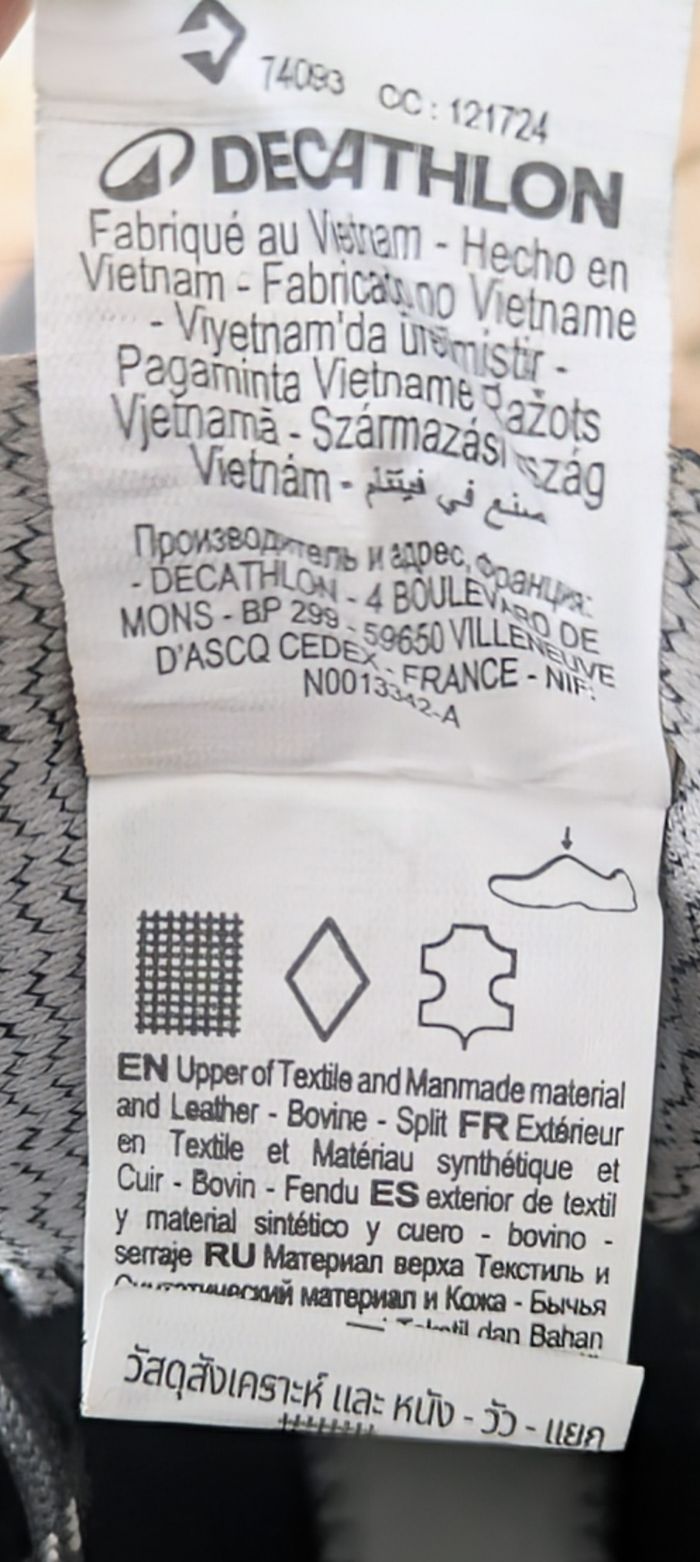 74093 CC : 121724
DECATHLON
Fabriqué au Vietnam - Hecho en
Vietnam - Fabricado no Vietname
- Viyetnam'da üretilmiştir -
Pagaminta Vietname Ražots
Vjetnamā - Származási ország
Vietnám - صنع في فيتنام
Производитель и адрес, Франция:
- DECATHLON - 4 BOULEVARD DE
MONS - BP 299 - 59650 VILLENEUVE
D'ASCQ CEDEX - FRANCE - NIF:
N0013342-A
EN Upper of Textile and Manmade material
and Leather - Bovine - Split FR Extérieur
en Textile et Matériau synthétique et
Cuir - Bovin - Fendu ES exterior de textil
y material sintético y cuero - bovino -
serraje RU Материал верха Текстиль и
Синтетический материал и Кожа - Бычья
dan Bahan
วัสดุสังเคราะห์ และ หนัง - วัว - แยก